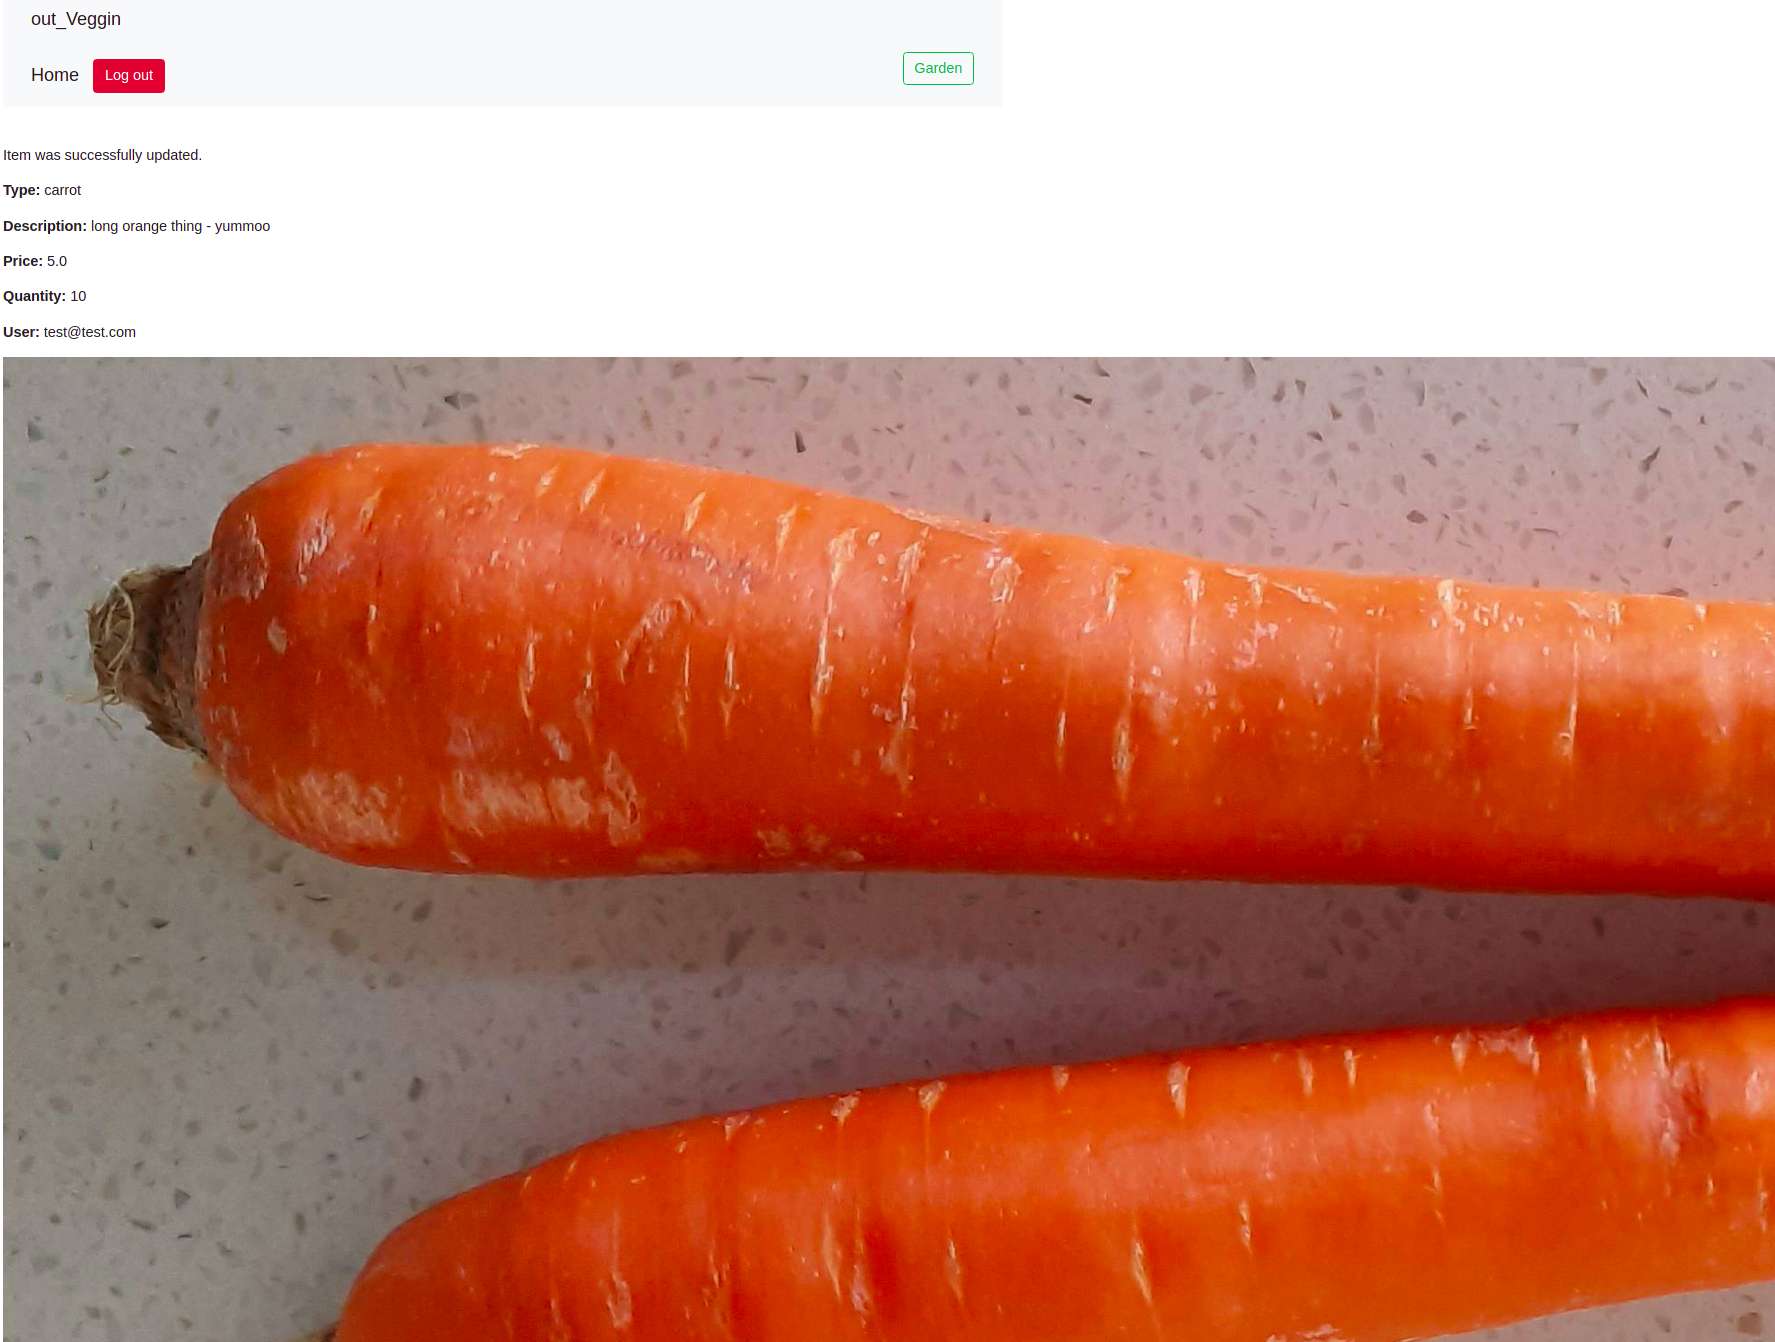 out_Veggin
Home Log out Garden
Item was successfully updated.
Type: carrot
Description: long orange thing - yummoo
Price: 5.0
Quantity: 10
User: test@test.com